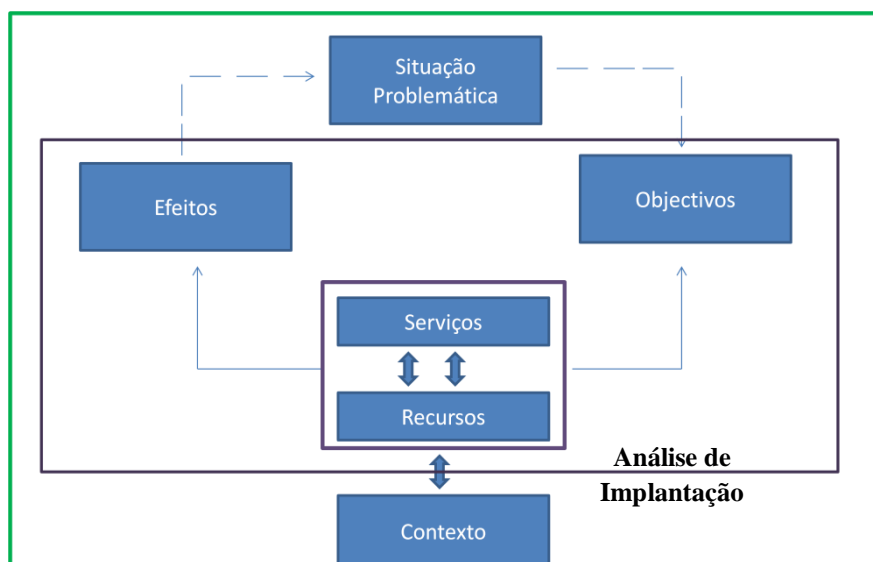 Situação
Problemática
Efeitos
Objectivos
Serviços
Recursos
Análise de
Implantação
Contexto